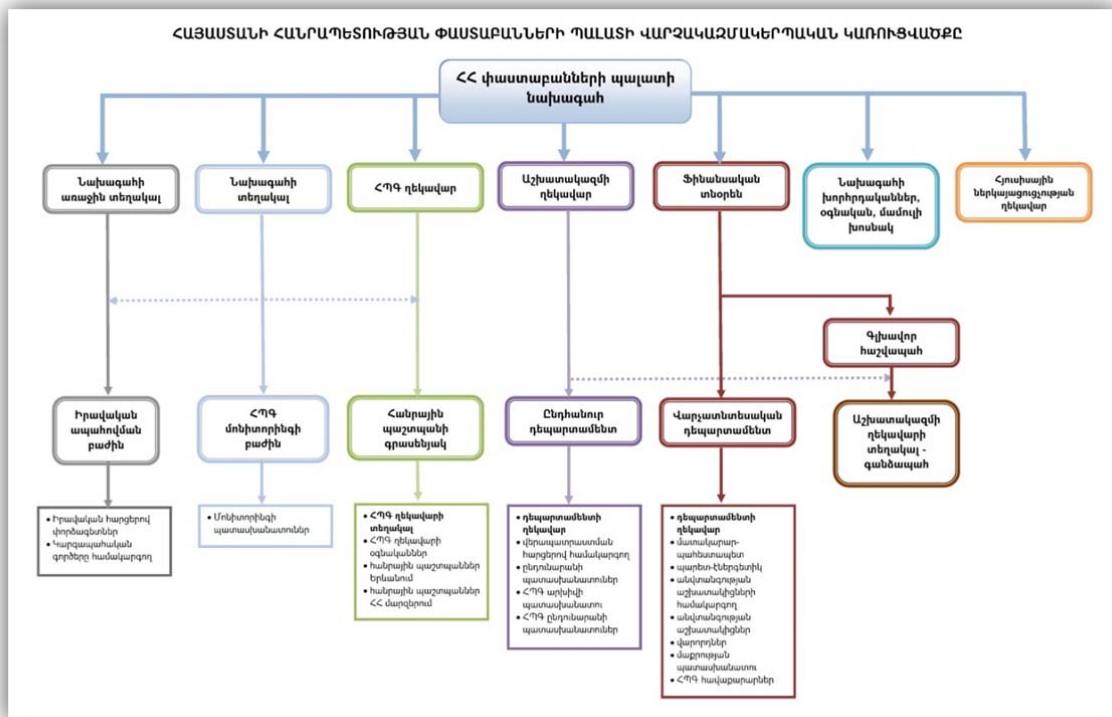 ՀԱՅԱՍՏԱՆԻ ՀԱՆՐԱՊԵՏՈՒԹՅԱՆ ՓԱՍՏԱԲԱՆՆԵՐԻ ՊԱԼԱՏԻ ՎԱՐՉԱԿԱԶՄԱԿԵՐՊԱԿԱՆ ԿԱՌՈՒՑՎԱԾՔԸ
ՀՀ փաստաբանների պալատի
նախագահ
Նախագահի
առաջին տեղակալ
Նախագահի
տեղակալ
ՀՊԳ ղեկավար
Աշխատակազմի
ղեկավար
Ֆինանսական
տնօրեն
Նախագահի
խորհրդականներ,
օգնական, մամուլի
խոսնակ
Հյուսիսային
ներկայացուցչության
ղեկավար
Գլխավոր
հաշվապահ
Իրավական
ապահովման
բաժին
ՀՊԳ
մոնիտորինգի
բաժին
Հանրային
պաշտպանի
գրասենյակ
Ընդհանուր
դեպարտամենտ
Վարչատնտեսական
դեպարտամենտ
Աշխատակազմի
ղեկավարի
տեղակալ -
գանձապահ
• Իրավական հարցերով
փորձագետներ
• Կարգապահական
գործերը համակարգող
• Մոնիտորինգի
պատասխանատուներ
• ՀՊԳ ղեկավարի
տեղակալ
• ՀՊԳ ղեկավարի
օգնականներ
• հանրային պաշտպաններ
Երևանում
• հանրային պաշտպաններ
ՀՀ մարզերում
• դեպարտամենտի
ղեկավար
• վերապատրաստման
հարցերով համակարգող
• ընդունարանի
պատասխանատուներ
• ՀՊԳ արխիվի
պատասխանատու
• ՀՊԳ ընդունարանի
պատասխանատուներ
• դեպարտամենտի
ղեկավար
• մատակարար-
պահեստապետ
• պարետ-էներգետիկ
• անվտանգության
աշխատակիցների
համակարգող
• անվտանգության
աշխատակիցներ
• վարորդներ
• մաքրության
պատասխանատու
• ՀՊԳ հավաքարարներ